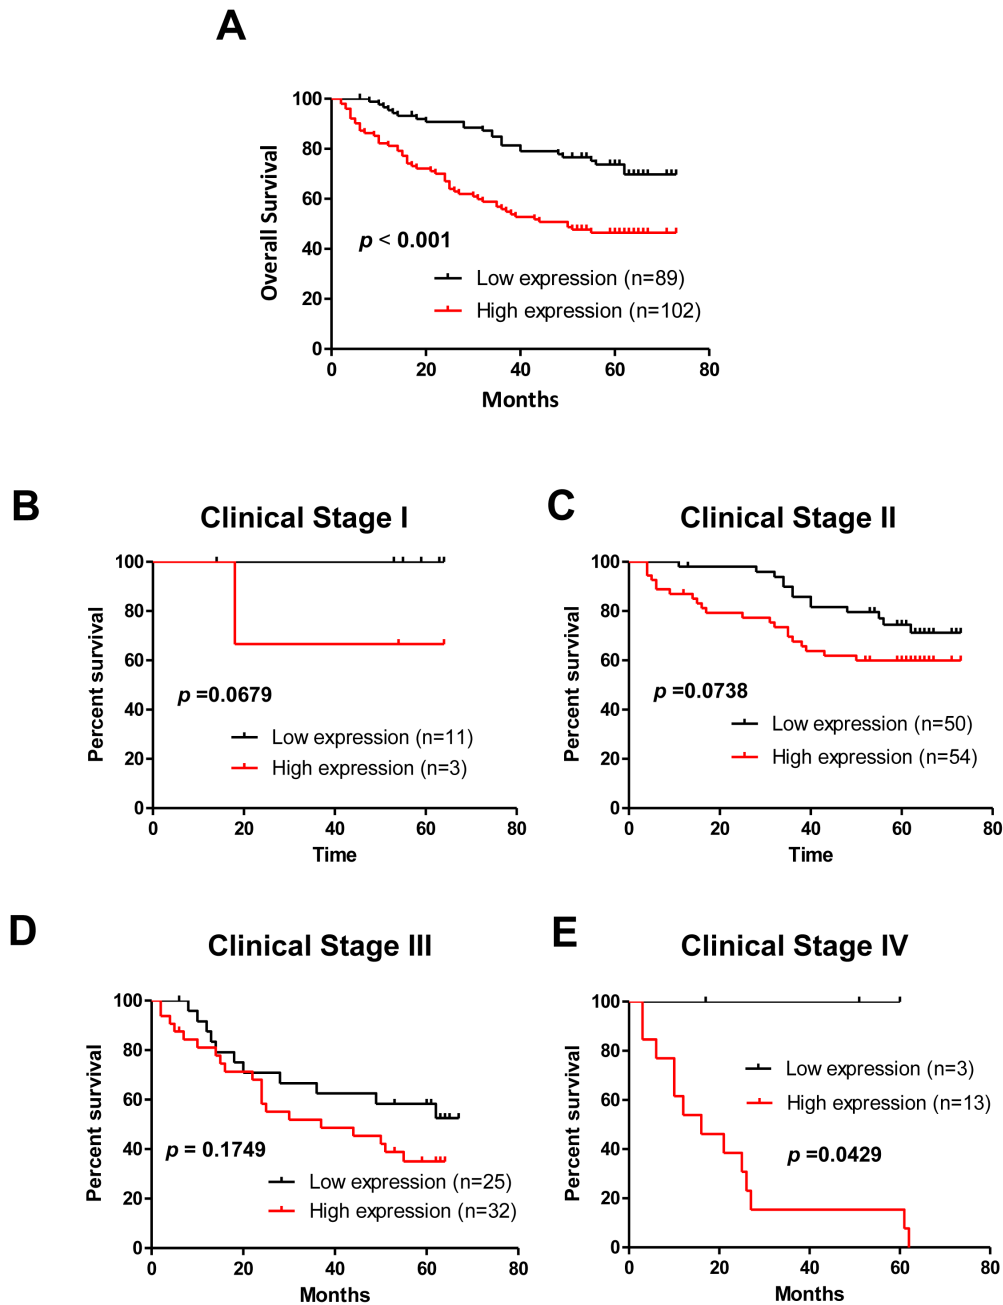 A
100
80
60
40
20
0
Overall Survival
p < 0.001
Low expression (n=89)
High expression (n=102)
0 20 40 60 80
Months
B
Clinical Stage I
100
80
60
40
20
0
Percent survival
p =0.0679
Low expression (n=11)
High expression (n=3)
0 20 40 60 80
Time
C
Clinical Stage II
100
80
60
40
20
0
Percent survival
p =0.0738
Low expression (n=50)
High expression (n=54)
0 20 40 60 80
Time
D
Clinical Stage III
100
80
60
40
20
0
Percent survival
p = 0.1749
Low expression (n=25)
High expression (n=32)
0 20 40 60 80
Months
E
Clinical Stage IV
100
80
60
40
20
0
Percent survival
Low expression (n=3)
High expression (n=13)
p =0.0429
0 20 40 60 80
Months